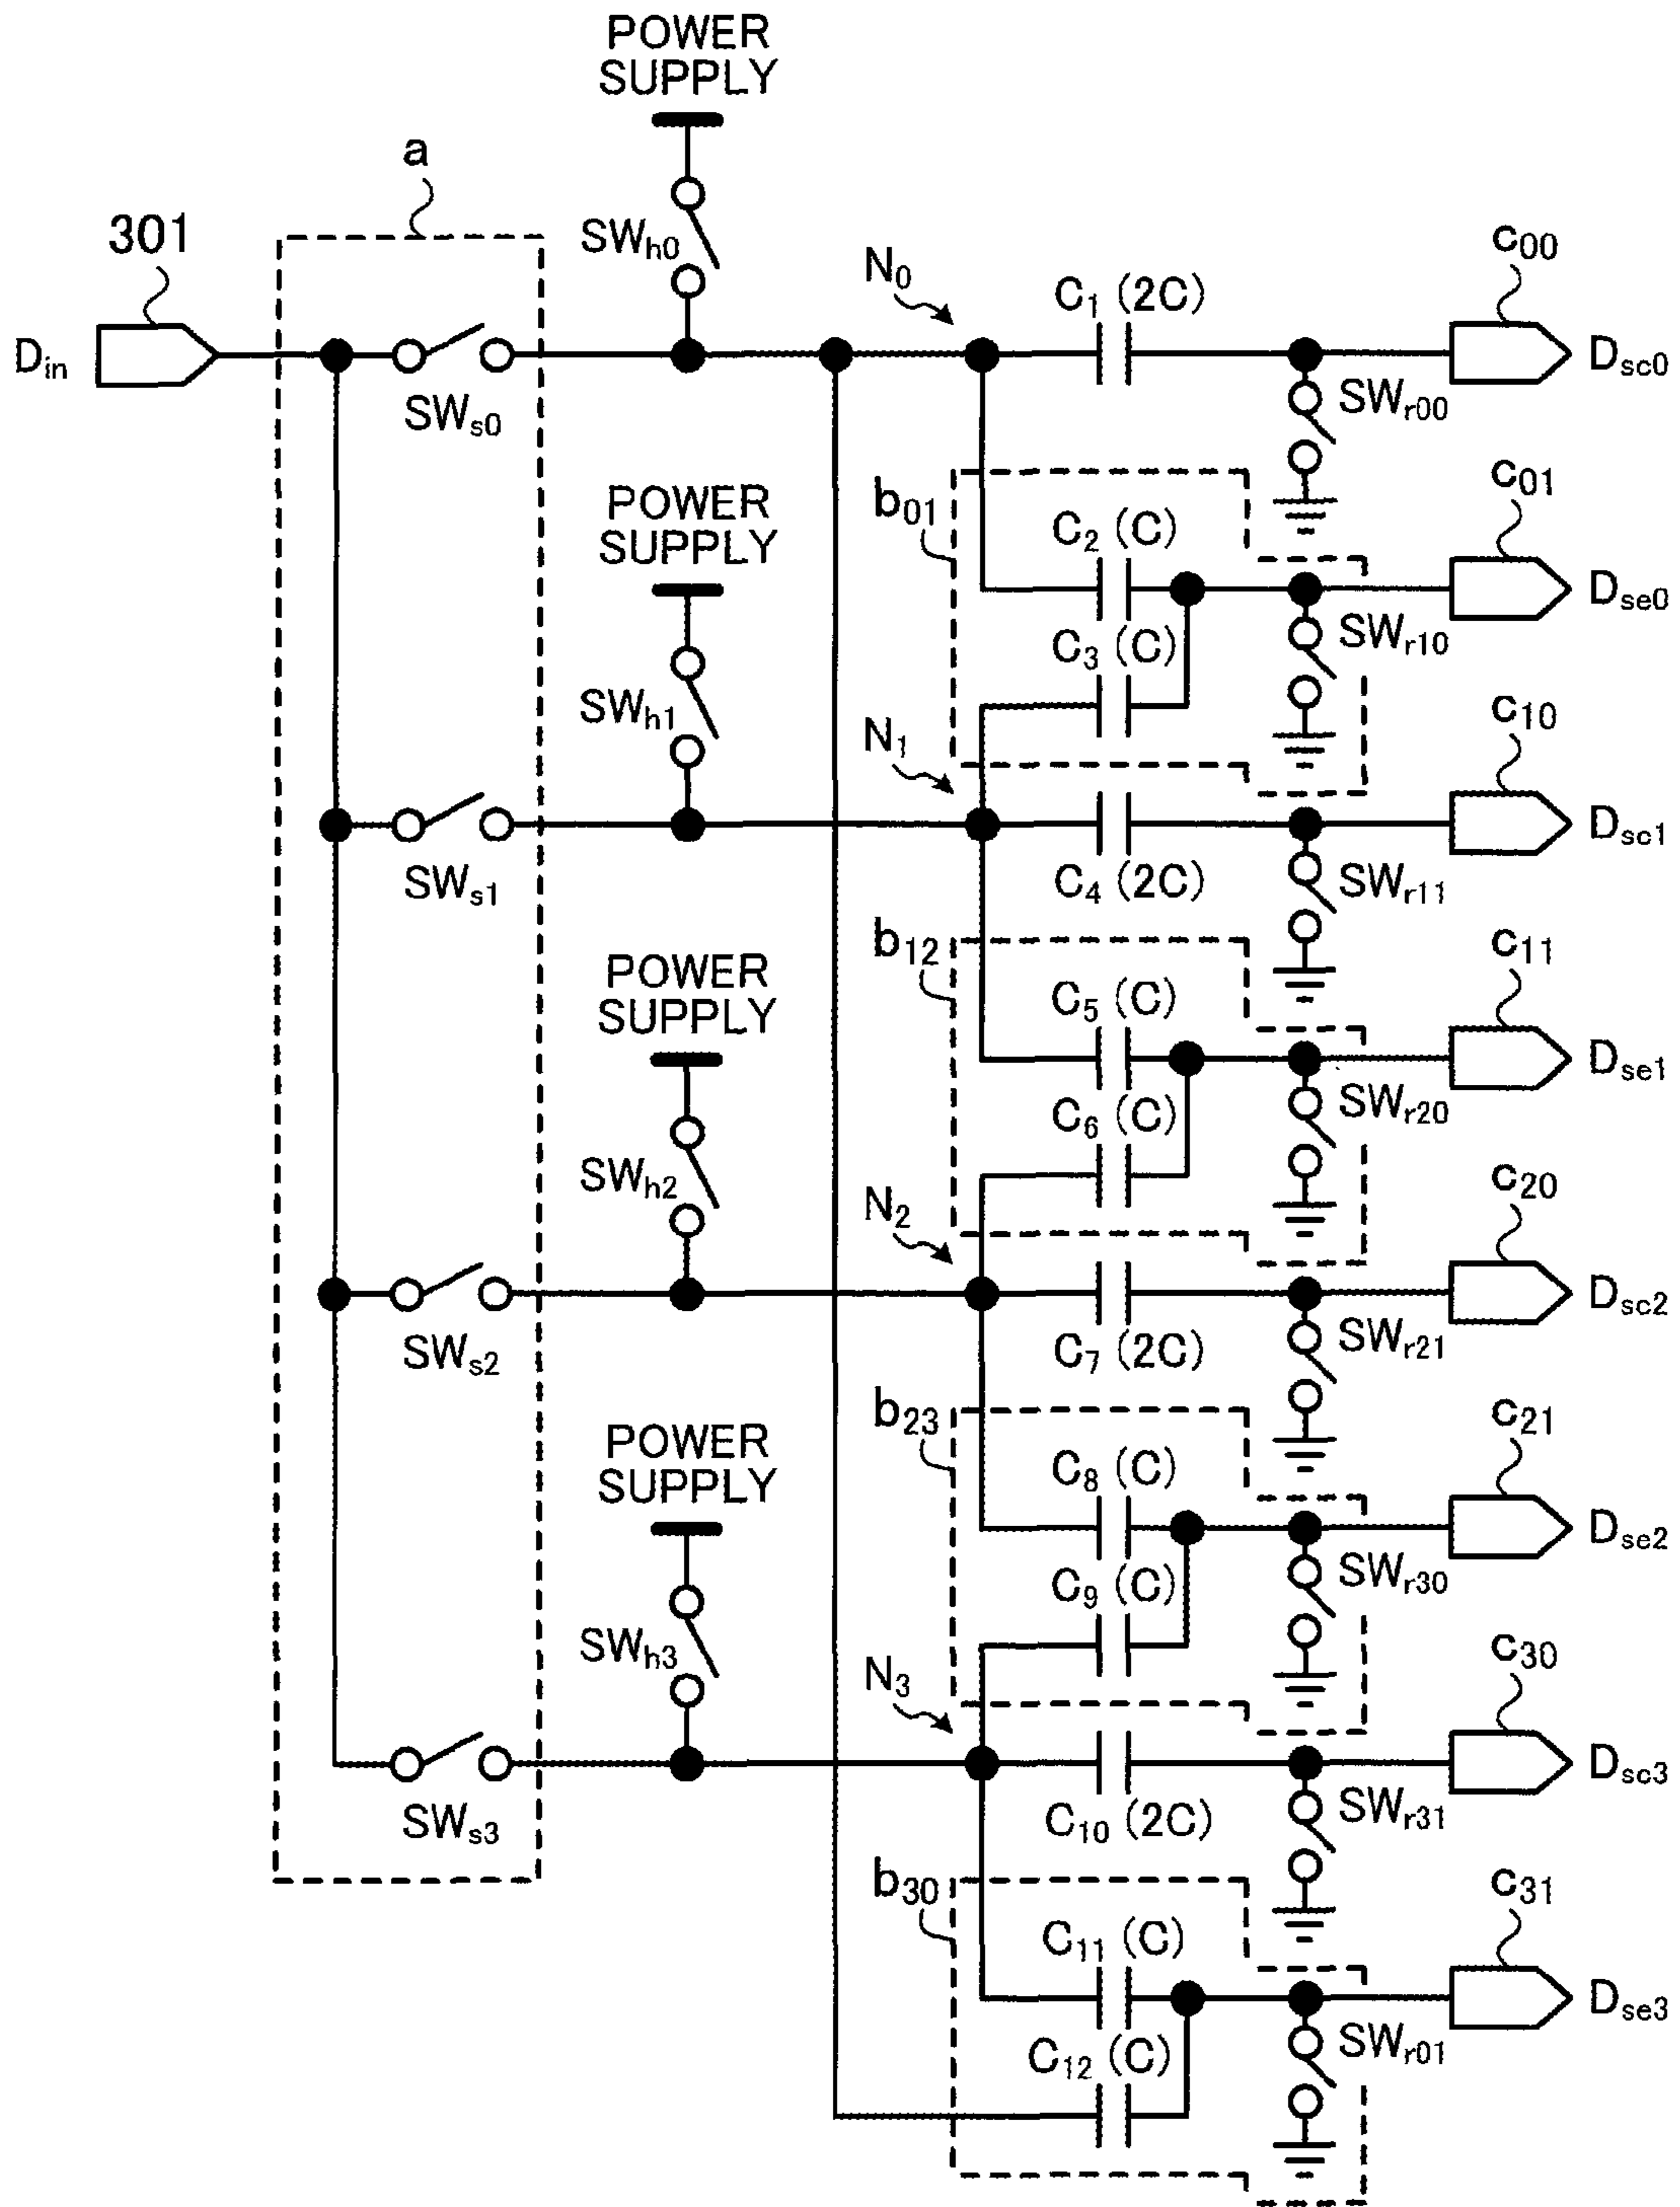 POWER
SUPPLY
a
301
SWh0
N0
C1 (2C)
c00
Din
Dsc0
SWs0
SWr00
POWER
SUPPLY
b01
C2 (C)
c01
Dse0
C3 (C)
SWr10
SWh1
N1
c10
Dsc1
SWs1
C4 (2C)
SWr11
POWER
SUPPLY
b12
C5 (C)
c11
Dse1
C6 (C)
SWr20
SWh2
N2
c20
Dsc2
SWs2
C7 (2C)
SWr21
POWER
SUPPLY
b23
C8 (C)
c21
Dse2
C9 (C)
SWr30
SWh3
N3
c30
Dsc3
SWs3
C10 (2C)
SWr31
b30
C11 (C)
c31
Dse3
C12 (C)
SWr01